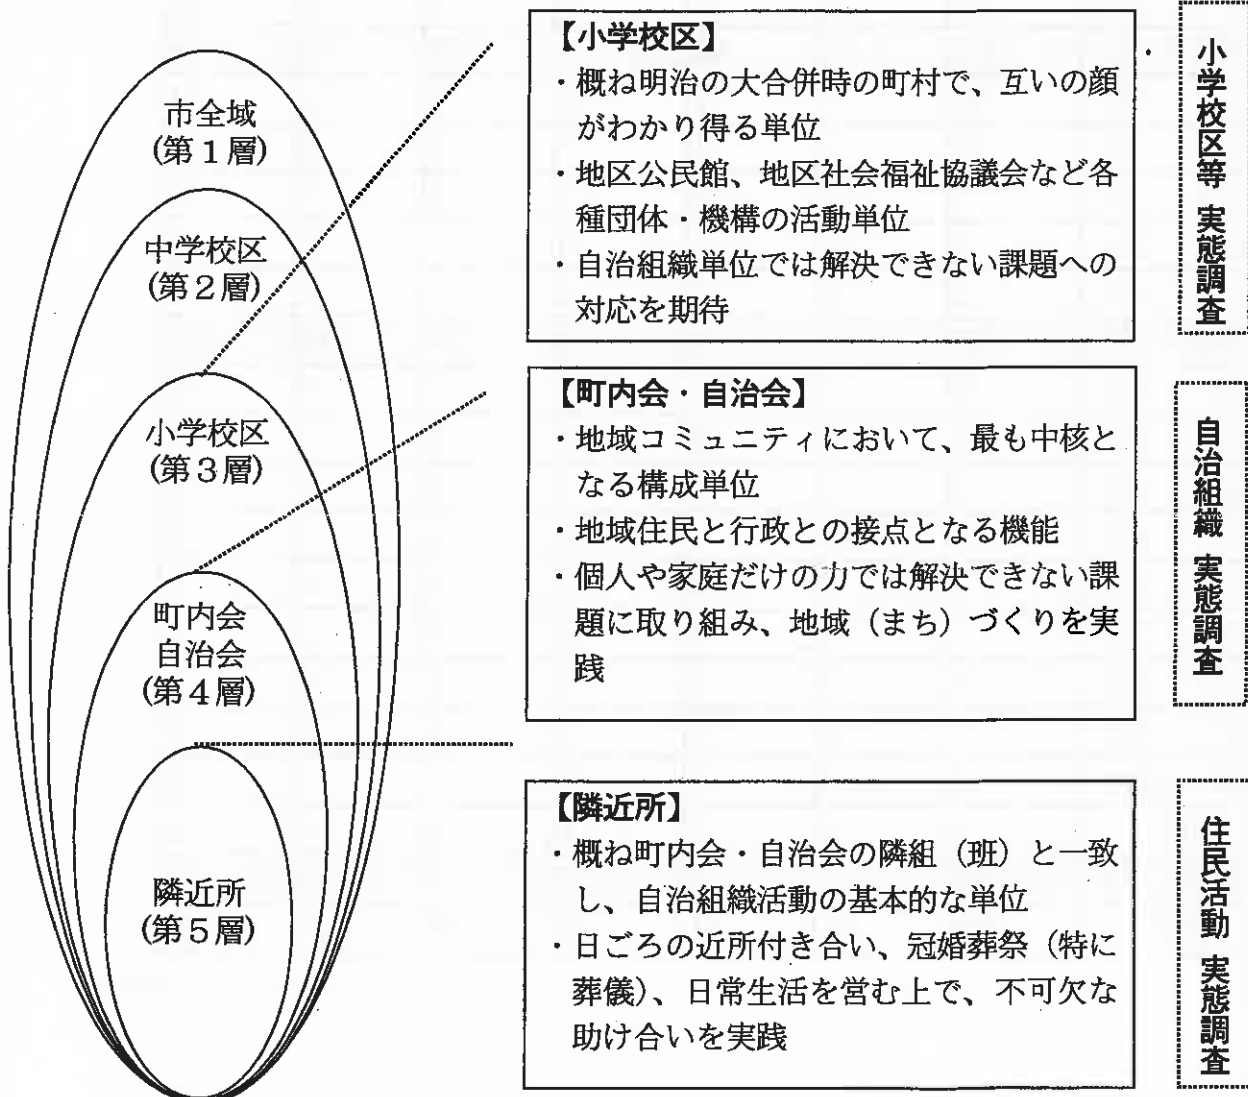 市全域
(第1層)
中学校区
(第2層)
小学校区
(第3層)
町内会
自治会
(第4層)
隣近所
(第5層)
【小学校区】
・概ね明治の大合併時の町村で、互いの顔
がわかり得る単位
・地区公民館、地区社会福祉協議会など各
種団体・機構の活動単位
・自治組織単位では解決できない課題への
対応を期待
小学校区等 実態調査
【町内会・自治会】
・地域コミュニティにおいて、最も中核と
なる構成単位
・地域住民と行政との接点となる機能
・個人や家庭だけの力では解決できない課
題に取り組み、地域（まち）づくりを実
践
自治組織 実態調査
【隣近所】
・概ね町内会・自治会の隣組（班）と一致
し、自治組織活動の基本的な単位
・日ごろの近所付き合い、冠婚葬祭（特に
葬儀）、日常生活を営む上で、不可欠な
助け合いを実践
住民活動 実態調査